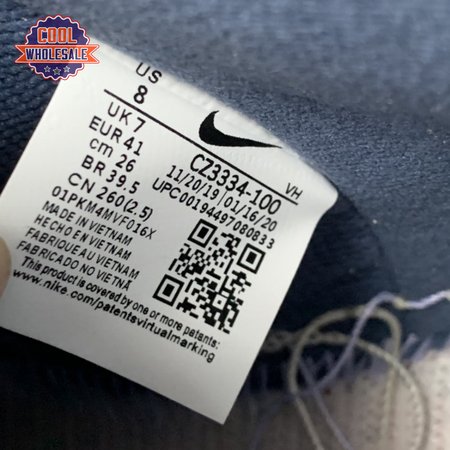 COOL
WHOLESALE
US
8
UK 7
EUR 41
cm 26
BR 39.5
CN 260 (2.5)
01PKM4MVF016X
MADE IN VIETNAM
HECHO EN VIETNAM
FABRIQUE AU VIETNAM
FABRICADO NO VIETNÃ
This product is covered by one or more patents
www.nike.com/patentsvirtualmarking
CZ3334-100
VH
11/20/19 | 01/16/20
UPC00194497080833